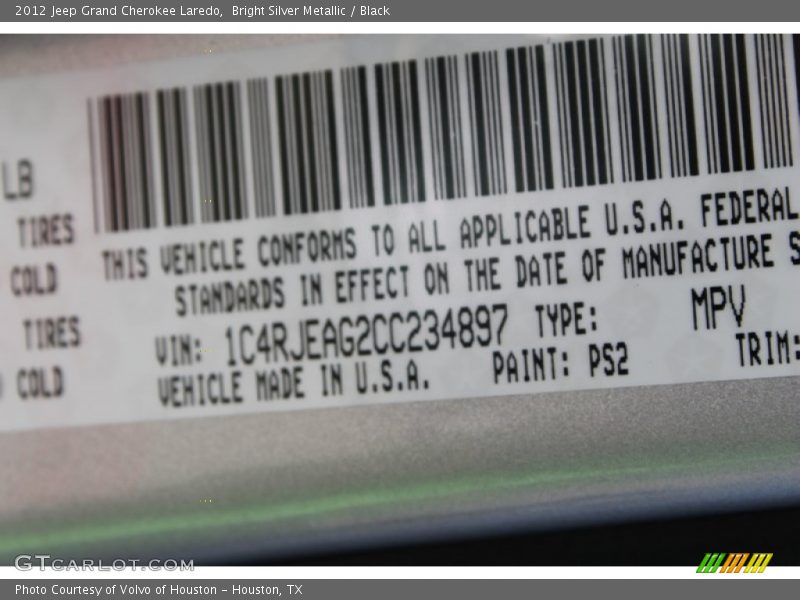 2012 Jeep Grand Cherokee Laredo, Bright Silver Metallic / Black
LB
TIRES
COLD
TIRES
COLD
THIS VEHICLE CONFORMS TO ALL APPLICABLE U.S.A. FEDERAL
STANDARDS IN EFFECT ON THE DATE OF MANUFACTURE S
VIN: 1C4RJEAG2CC234897 TYPE: MPV
VEHICLE MADE IN U.S.A. PAINT: PS2 TRIM:
GTCARLOT.COM
Photo Courtesy of Volvo of Houston - Houston, TX